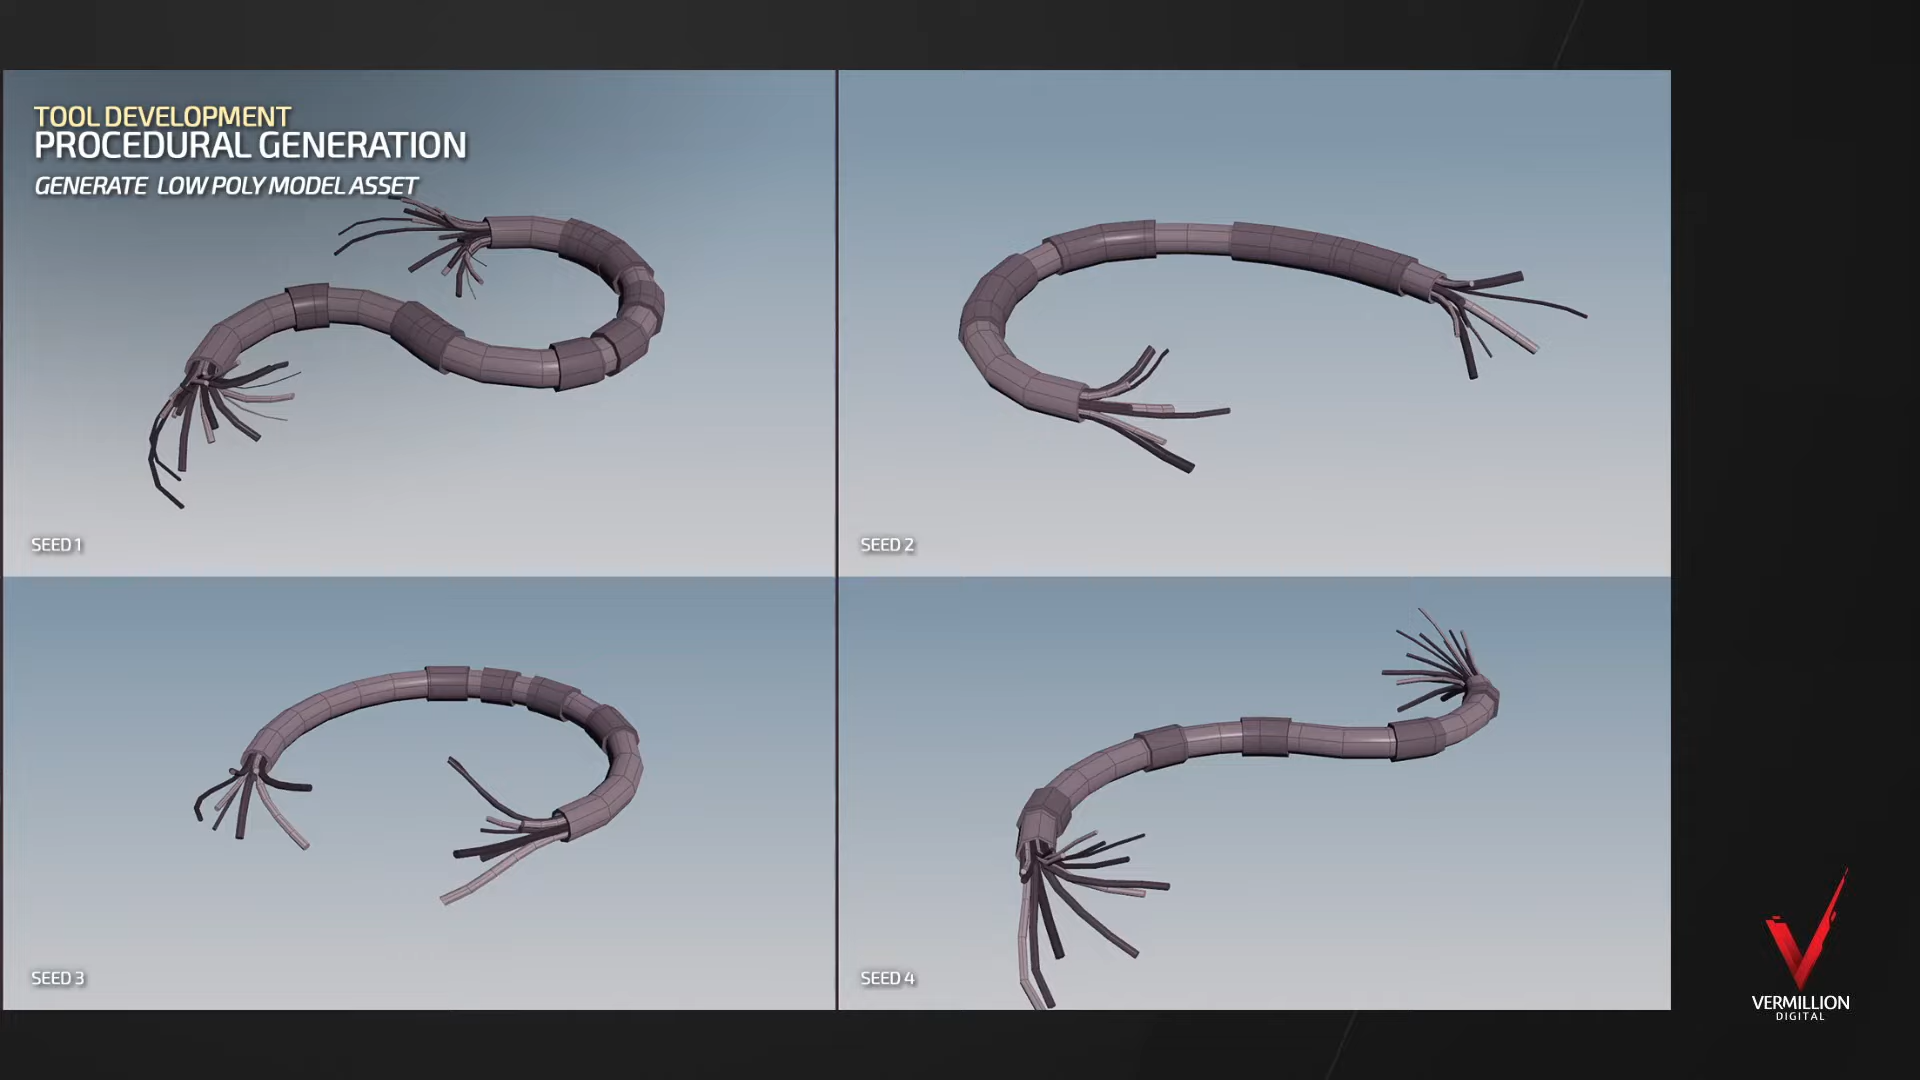 TOOL DEVELOPMENT
PROCEDURAL GENERATION
GENERATE LOW POLY MODEL ASSET
SEED 1
SEED 2
SEED 3
SEED 4
VERMILLION
DIGITAL